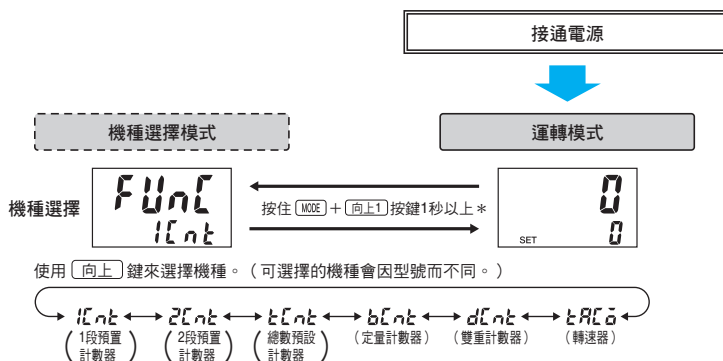 接通電源
機種選擇模式
運轉模式
機種選擇
FUnC
1Cnt
按住 MODE + 向上1 按鍵1秒以上＊
0
SET 0
使用 向上 鍵來選擇機種。（可選擇的機種會因型號而不同。）
1Cnt 2Cnt tCnt bCnt dCnt tACo
（1段預置計數器） （2段預置計數器） （總數預設計數器） （定量計數器） （雙重計數器） （轉速器）